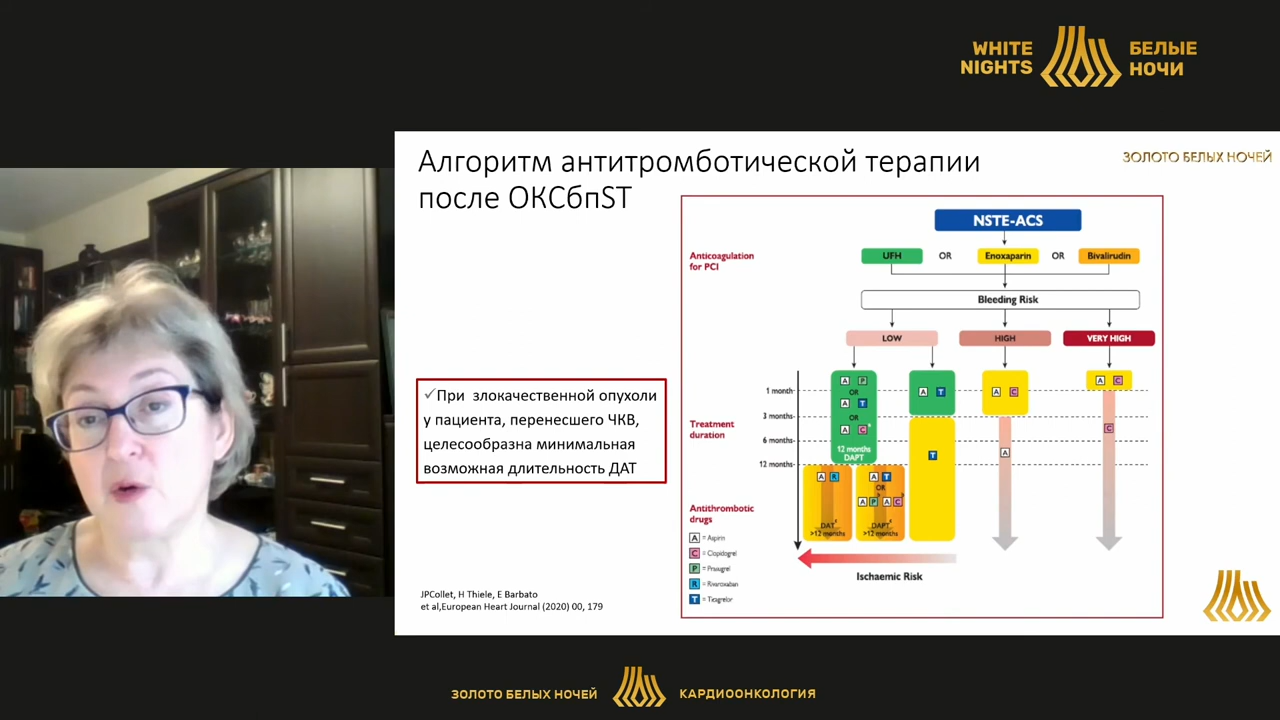 WHITE
NIGHTS
БЕЛЫЕ
НОЧИ
Алгоритм антитромботической терапии
после ОКСбпST
ЗОЛОТО БЕЛЫХ НОЧЕЙ
NSTE-ACS
Anticoagulation
for PCI
UFH OR Enoxaparin OR Bivalirudin
Bleeding Risk
LOW HIGH VERY HIGH
✓При злокачественной опухоли
у пациента, перенесшего ЧКВ,
целесообразна минимальная
возможная длительность ДАТ
Treatment
duration
1 month
3 months
6 months
12 months
A P
OR
A T
OR
A C
12 months
DAPT
A T
T
A C
A
A C
C
A R
DAT
>12 months
A T
OR
A P A C
DAPT
>12 months
Antithrombotic
drugs
A = Aspirin
C = Clopidogrel
P = Prasugrel
R = Rivaroxaban
T = Ticagrelor
Ischaemic Risk
JPCollet, H Thiele, E Barbato
et al,European Heart Journal (2020) 00, 179
ЗОЛОТО БЕЛЫХ НОЧЕЙ
КАРДИООНКОЛОГИЯ